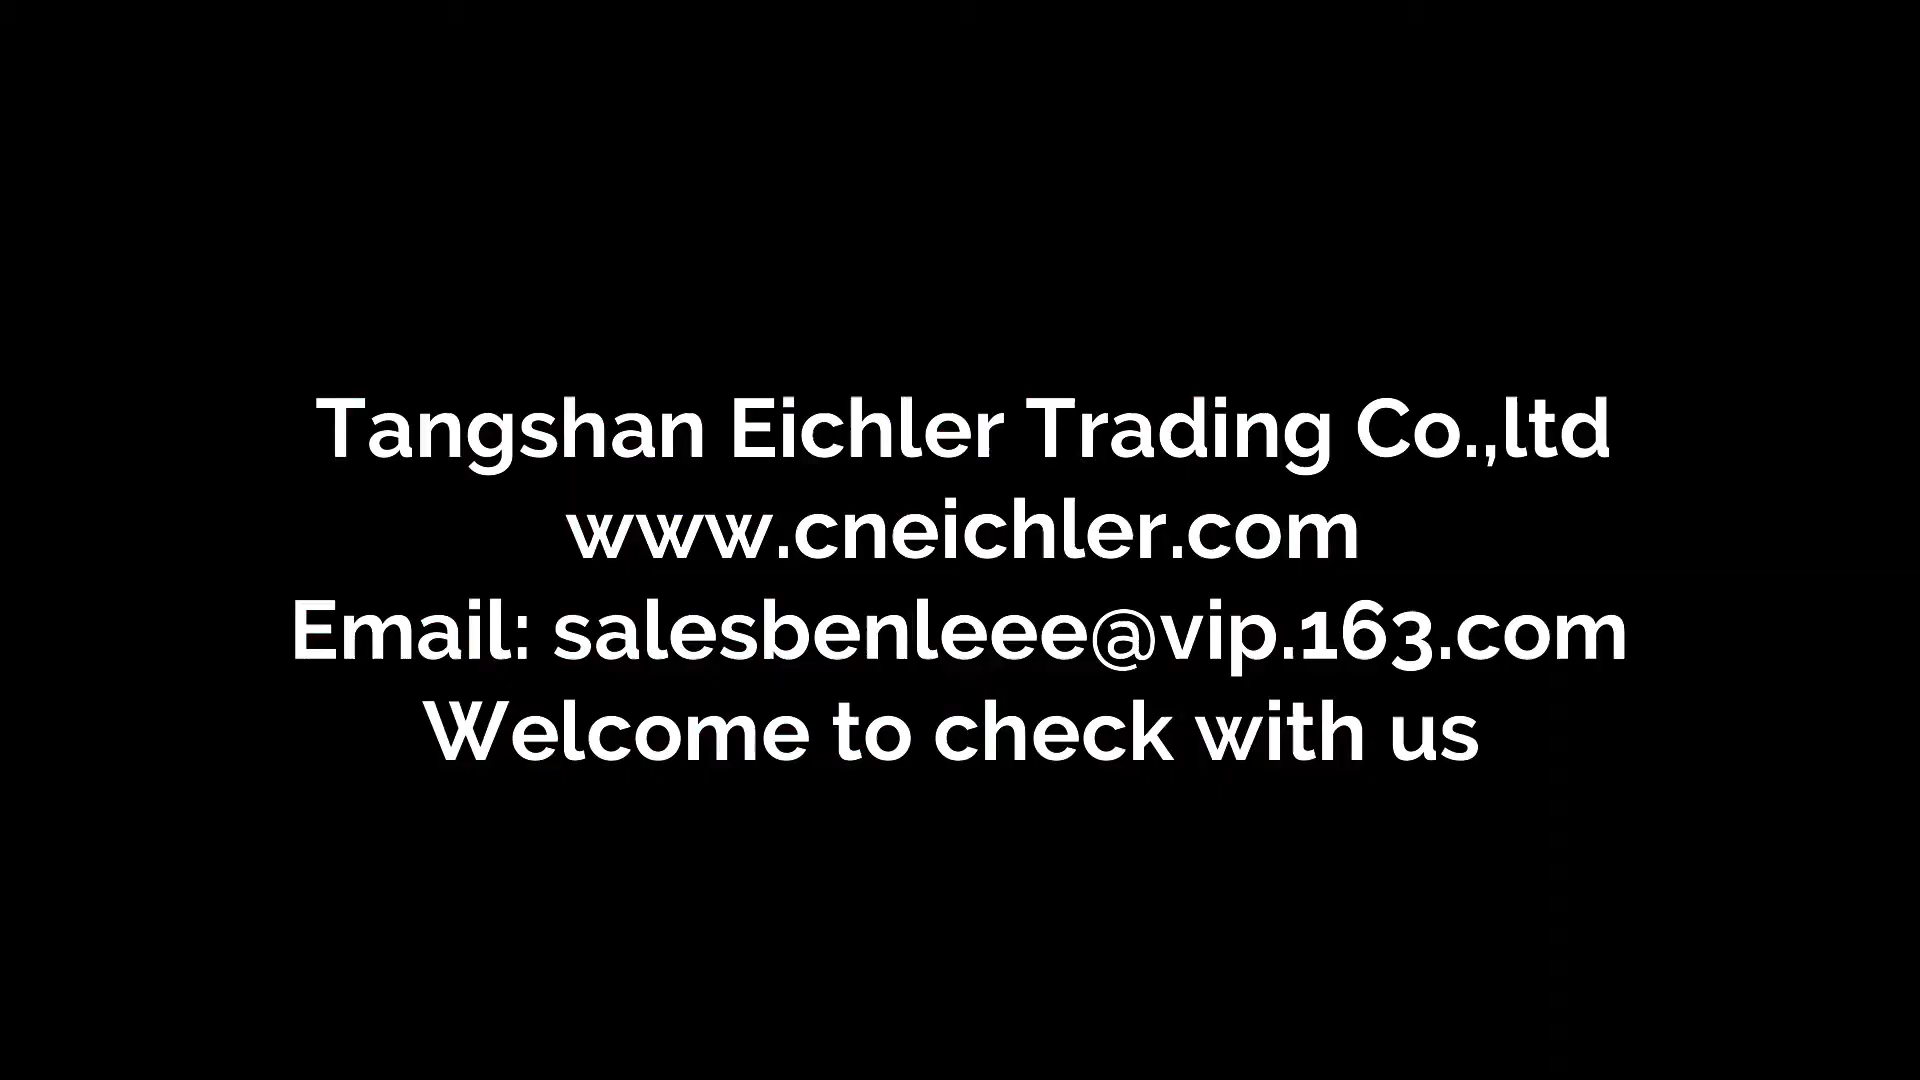 Tangshan Eichler Trading Co.,ltd
www.cneichler.com
Email: salesbenleee@vip.163.com
Welcome to check with us